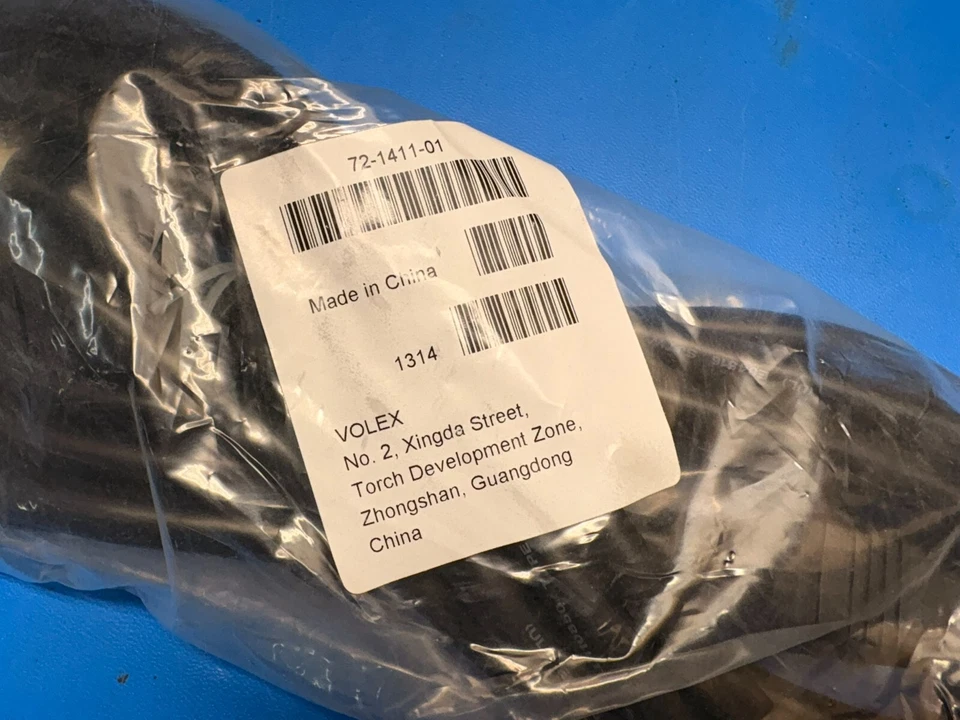 72-1411-01
Made in China
1314
VOLEX
No. 2, Xingda Street,
Torch Development Zone,
Zhongshan, Guangdong
China